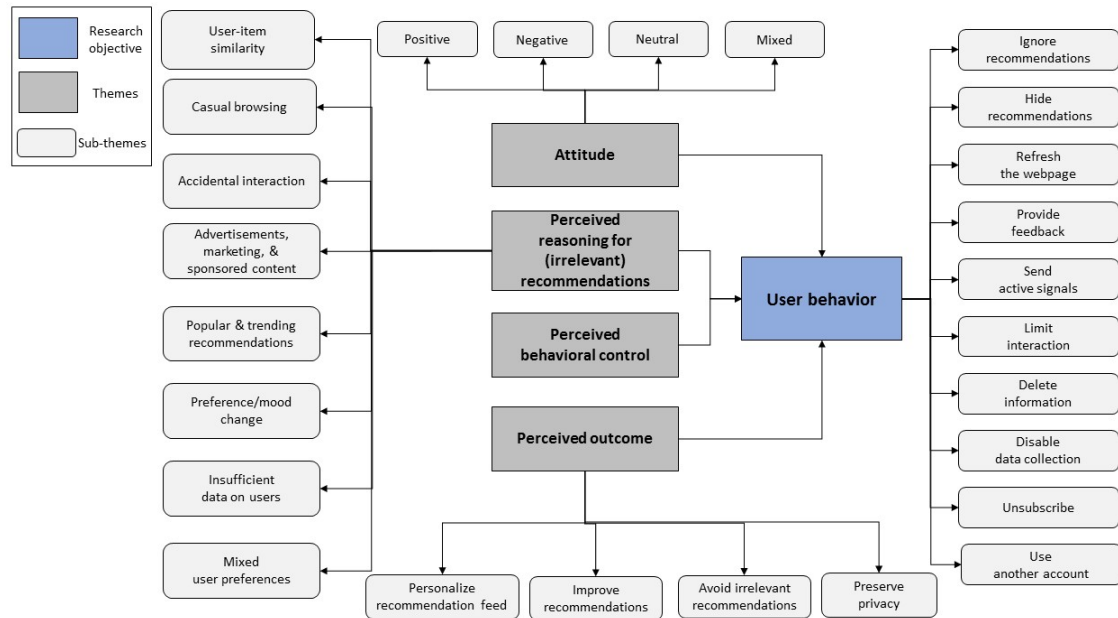 Research
objective
Themes
Sub-themes
User-item
similarity
Casual browsing
Accidental interaction
Advertisements,
marketing, &
sponsored content
Popular & trending
recommendations
Preference/mood
change
Insufficient
data on users
Mixed
user preferences
Positive
Negative
Neutral
Mixed
Attitude
Perceived
reasoning for
(irrelevant)
recommendations
Perceived
behavioral control
Perceived outcome
User behavior
Personalize
recommendation feed
Improve
recommendations
Avoid irrelevant
recommendations
Preserve
privacy
Ignore
recommendations
Hide
recommendations
Refresh
the webpage
Provide
feedback
Send
active signals
Limit
interaction
Delete
information
Disable
data collection
Unsubscribe
Use
another account